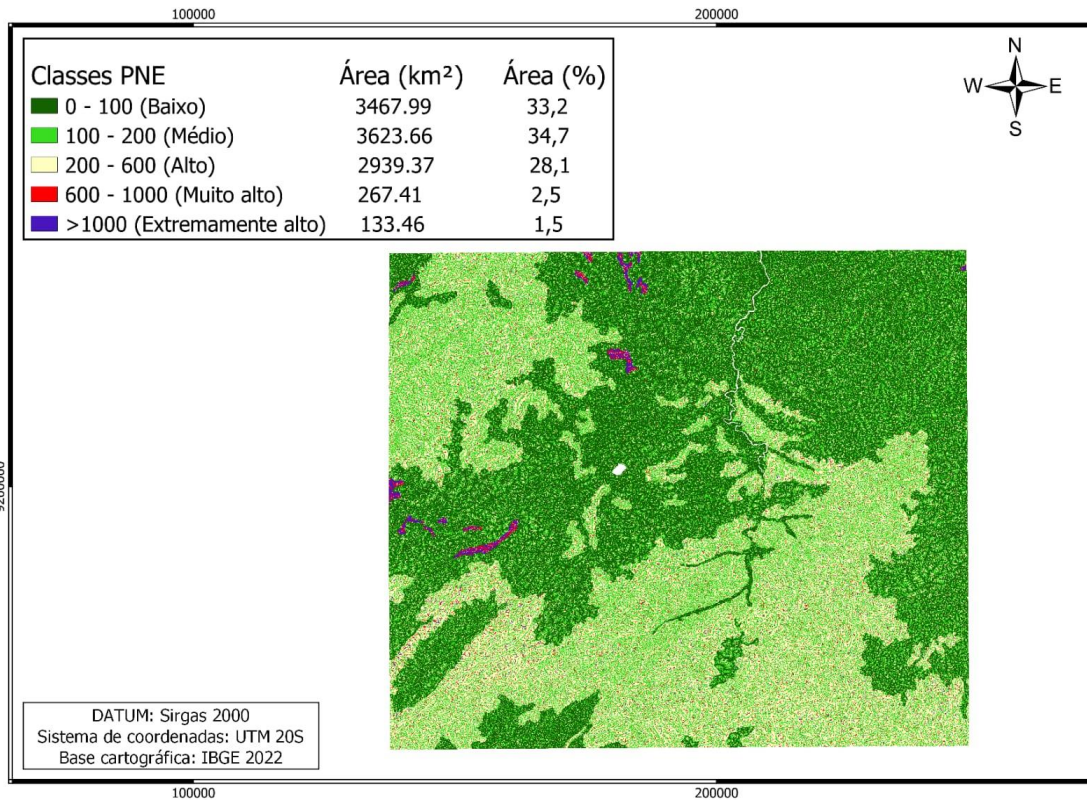 100000 200000
N
W E
S
Classes PNE Área (km²) Área (%)
0 - 100 (Baixo) 3467.99 33,2
100 - 200 (Médio) 3623.66 34,7
200 - 600 (Alto) 2939.37 28,1
600 - 1000 (Muito alto) 267.41 2,5
>1000 (Extremamente alto) 133.46 1,5
DATUM: Sirgas 2000
Sistema de coordenadas: UTM 20S
Base cartográfica: IBGE 2022
100000 200000